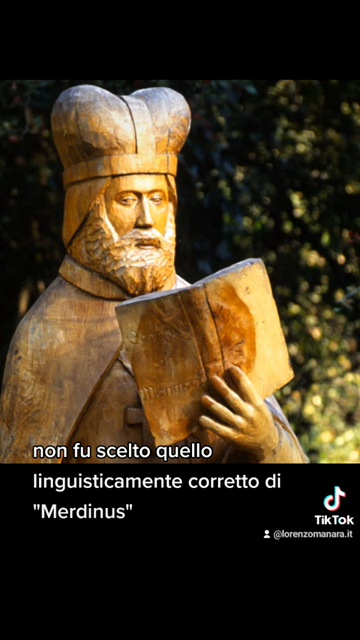 non fu scelto quello
linguisticamente corretto di
"Merdinus"
TikTok
@lorenzomanara.it